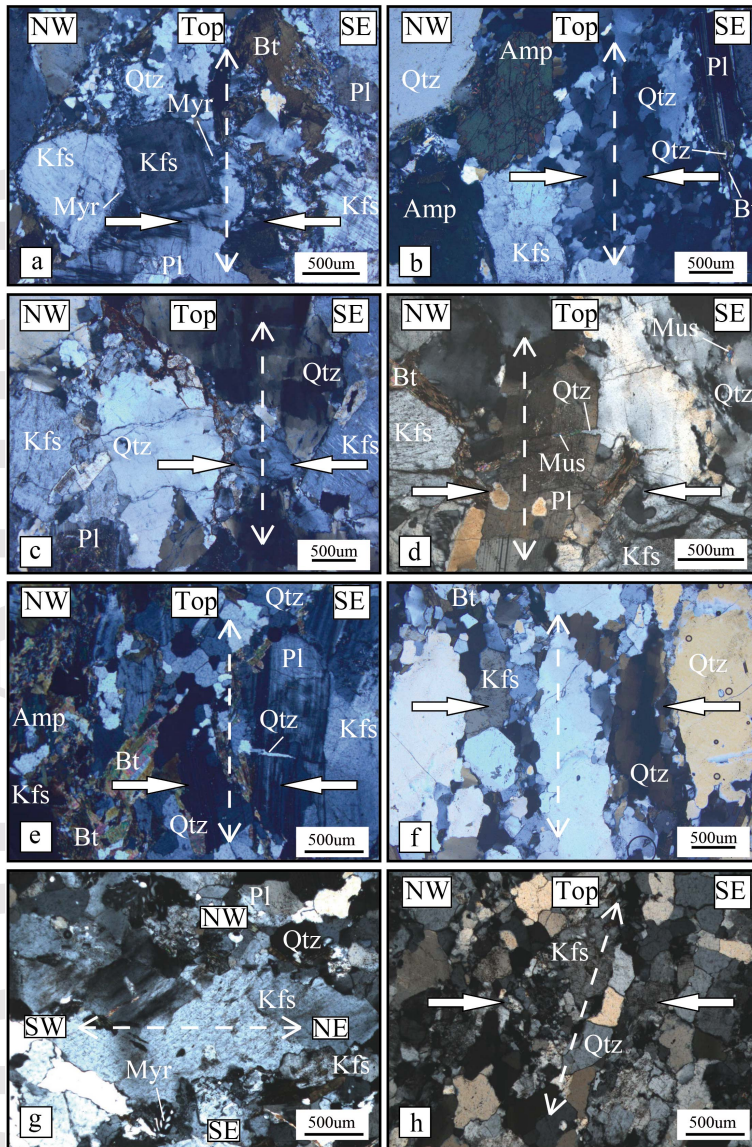 NW Top Bt SE
Qtz
Myr
Pl
Kfs Kfs
Myr
Kfs
Pl
a 500um
NW Top SE
Amp Pl
Qtz Qtz
Qtz
Bt
Amp
Kfs
b 500um
NW Top SE
Qtz
Kfs Qtz Kfs
Pl
c 500um
NW Top SE
Mus
Bt Qtz Qtz
Kfs
Mus
Pl
Kfs
d 500um
NW Top Qtz SE
Pl
Amp Qtz
Bt
Kfs
Qtz
Bt
e 500um
Bt
Kfs Qtz
Qtz
f 500um
Pl
NW
Qtz
Kfs
SW NE
Kfs
Myr
SE
g 500um
NW Top SE
Kfs
Qtz
h 500um